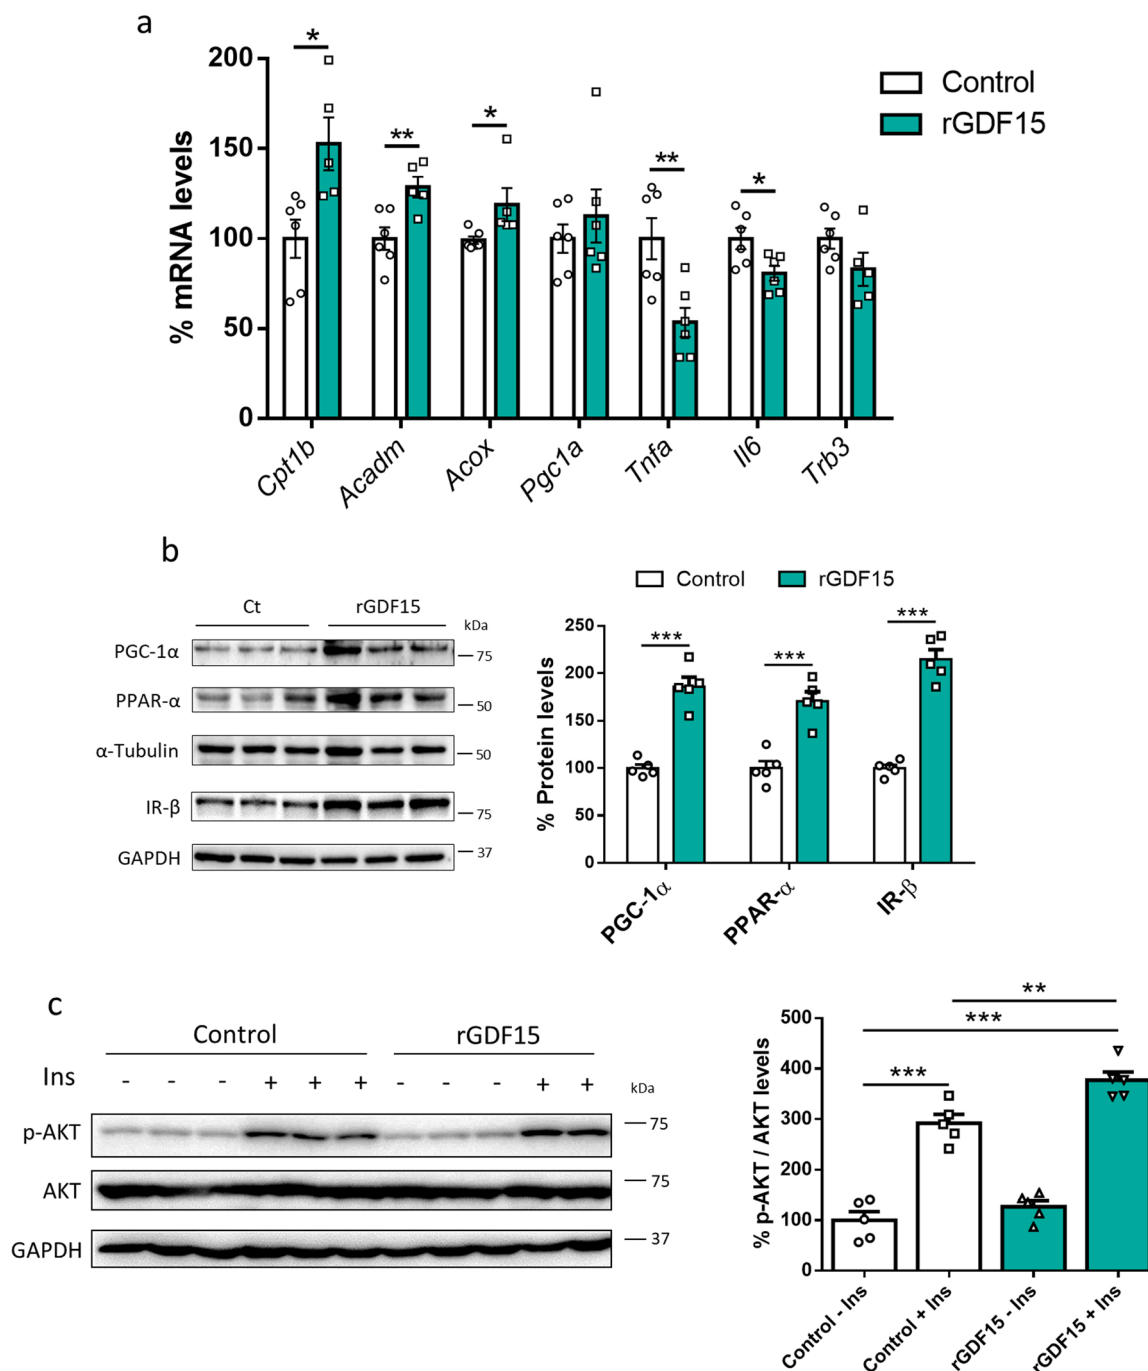 a
* ** * ** *
Control
rGDF15
% mRNA levels
200
150
100
50
0
Cpt1b Acadm Acox Pgc1a Tnfa Il6 Trb3
b
Ct rGDF15
kDa
PGC-1α 75
PPAR-α 50
α-Tubulin 50
IR-β 75
GAPDH 37
Control rGDF15
*** *** ***
% Protein levels
250
200
150
100
50
0
PGC-1α PPAR-α IR-β
c
Control rGDF15
Ins - - - + + + - - - + +
kDa
p-AKT 75
AKT 75
GAPDH 37
**
***
***
% p-AKT / AKT levels
500
400
300
200
100
0
Control - Ins Control + Ins rGDF15 - Ins rGDF15 + Ins